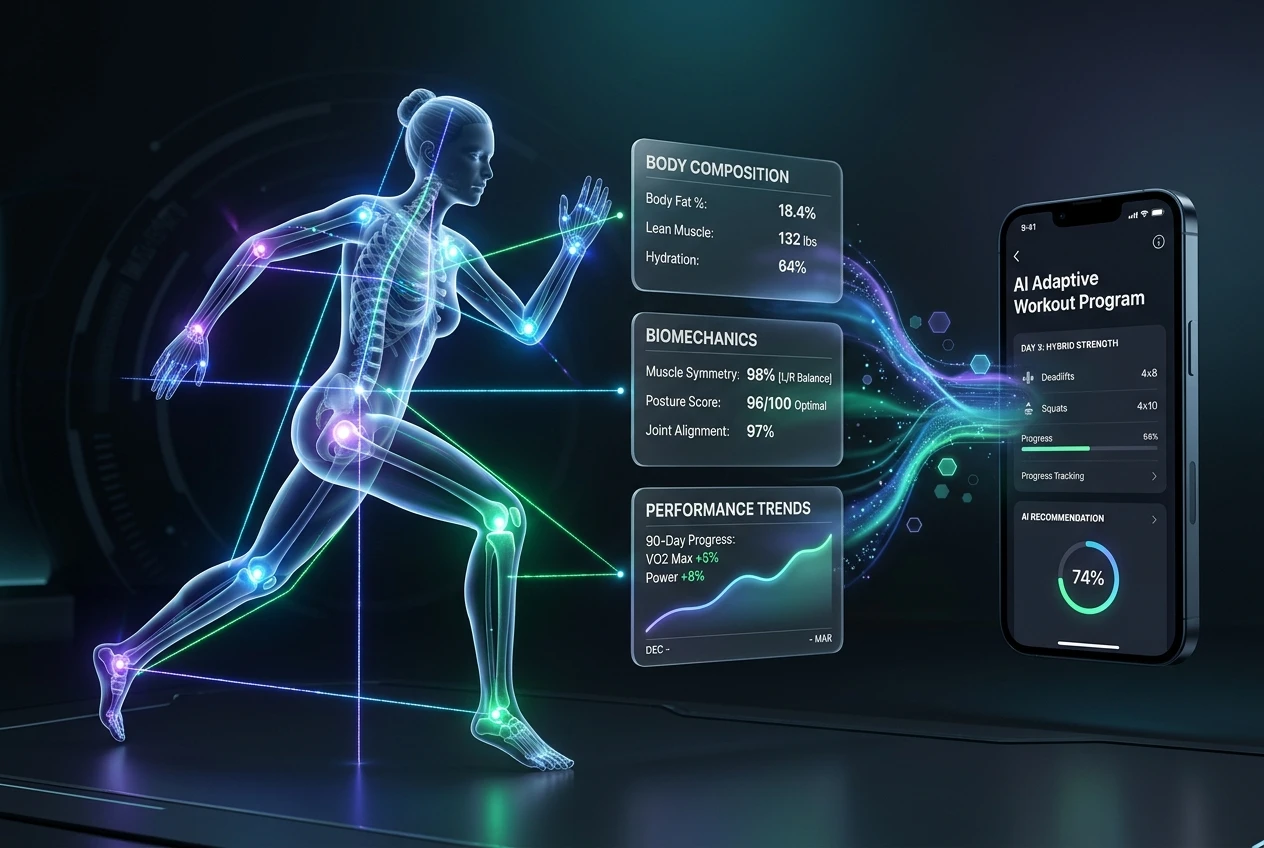 BODY COMPOSITION
Body Fat %: 18.4%
Lean Muscle: 132 lbs
Hydration: 64%
BIOMECHANICS
Muscle Symmetry: 98% [L/R Balance]
Posture Score: 96/100 Optimal
Joint Alignment: 97%
PERFORMANCE TRENDS
90-Day Progress:
VO2 Max +6%
Power +8%
DEC -
- MAR
9:41
AI Adaptive
Workout Program
DAY 3: HYBRID STRENGTH
Deadlifts 4x8
Squats 4x10
Progress 66%
Progress Tracking
AI RECOMMENDATION
74%